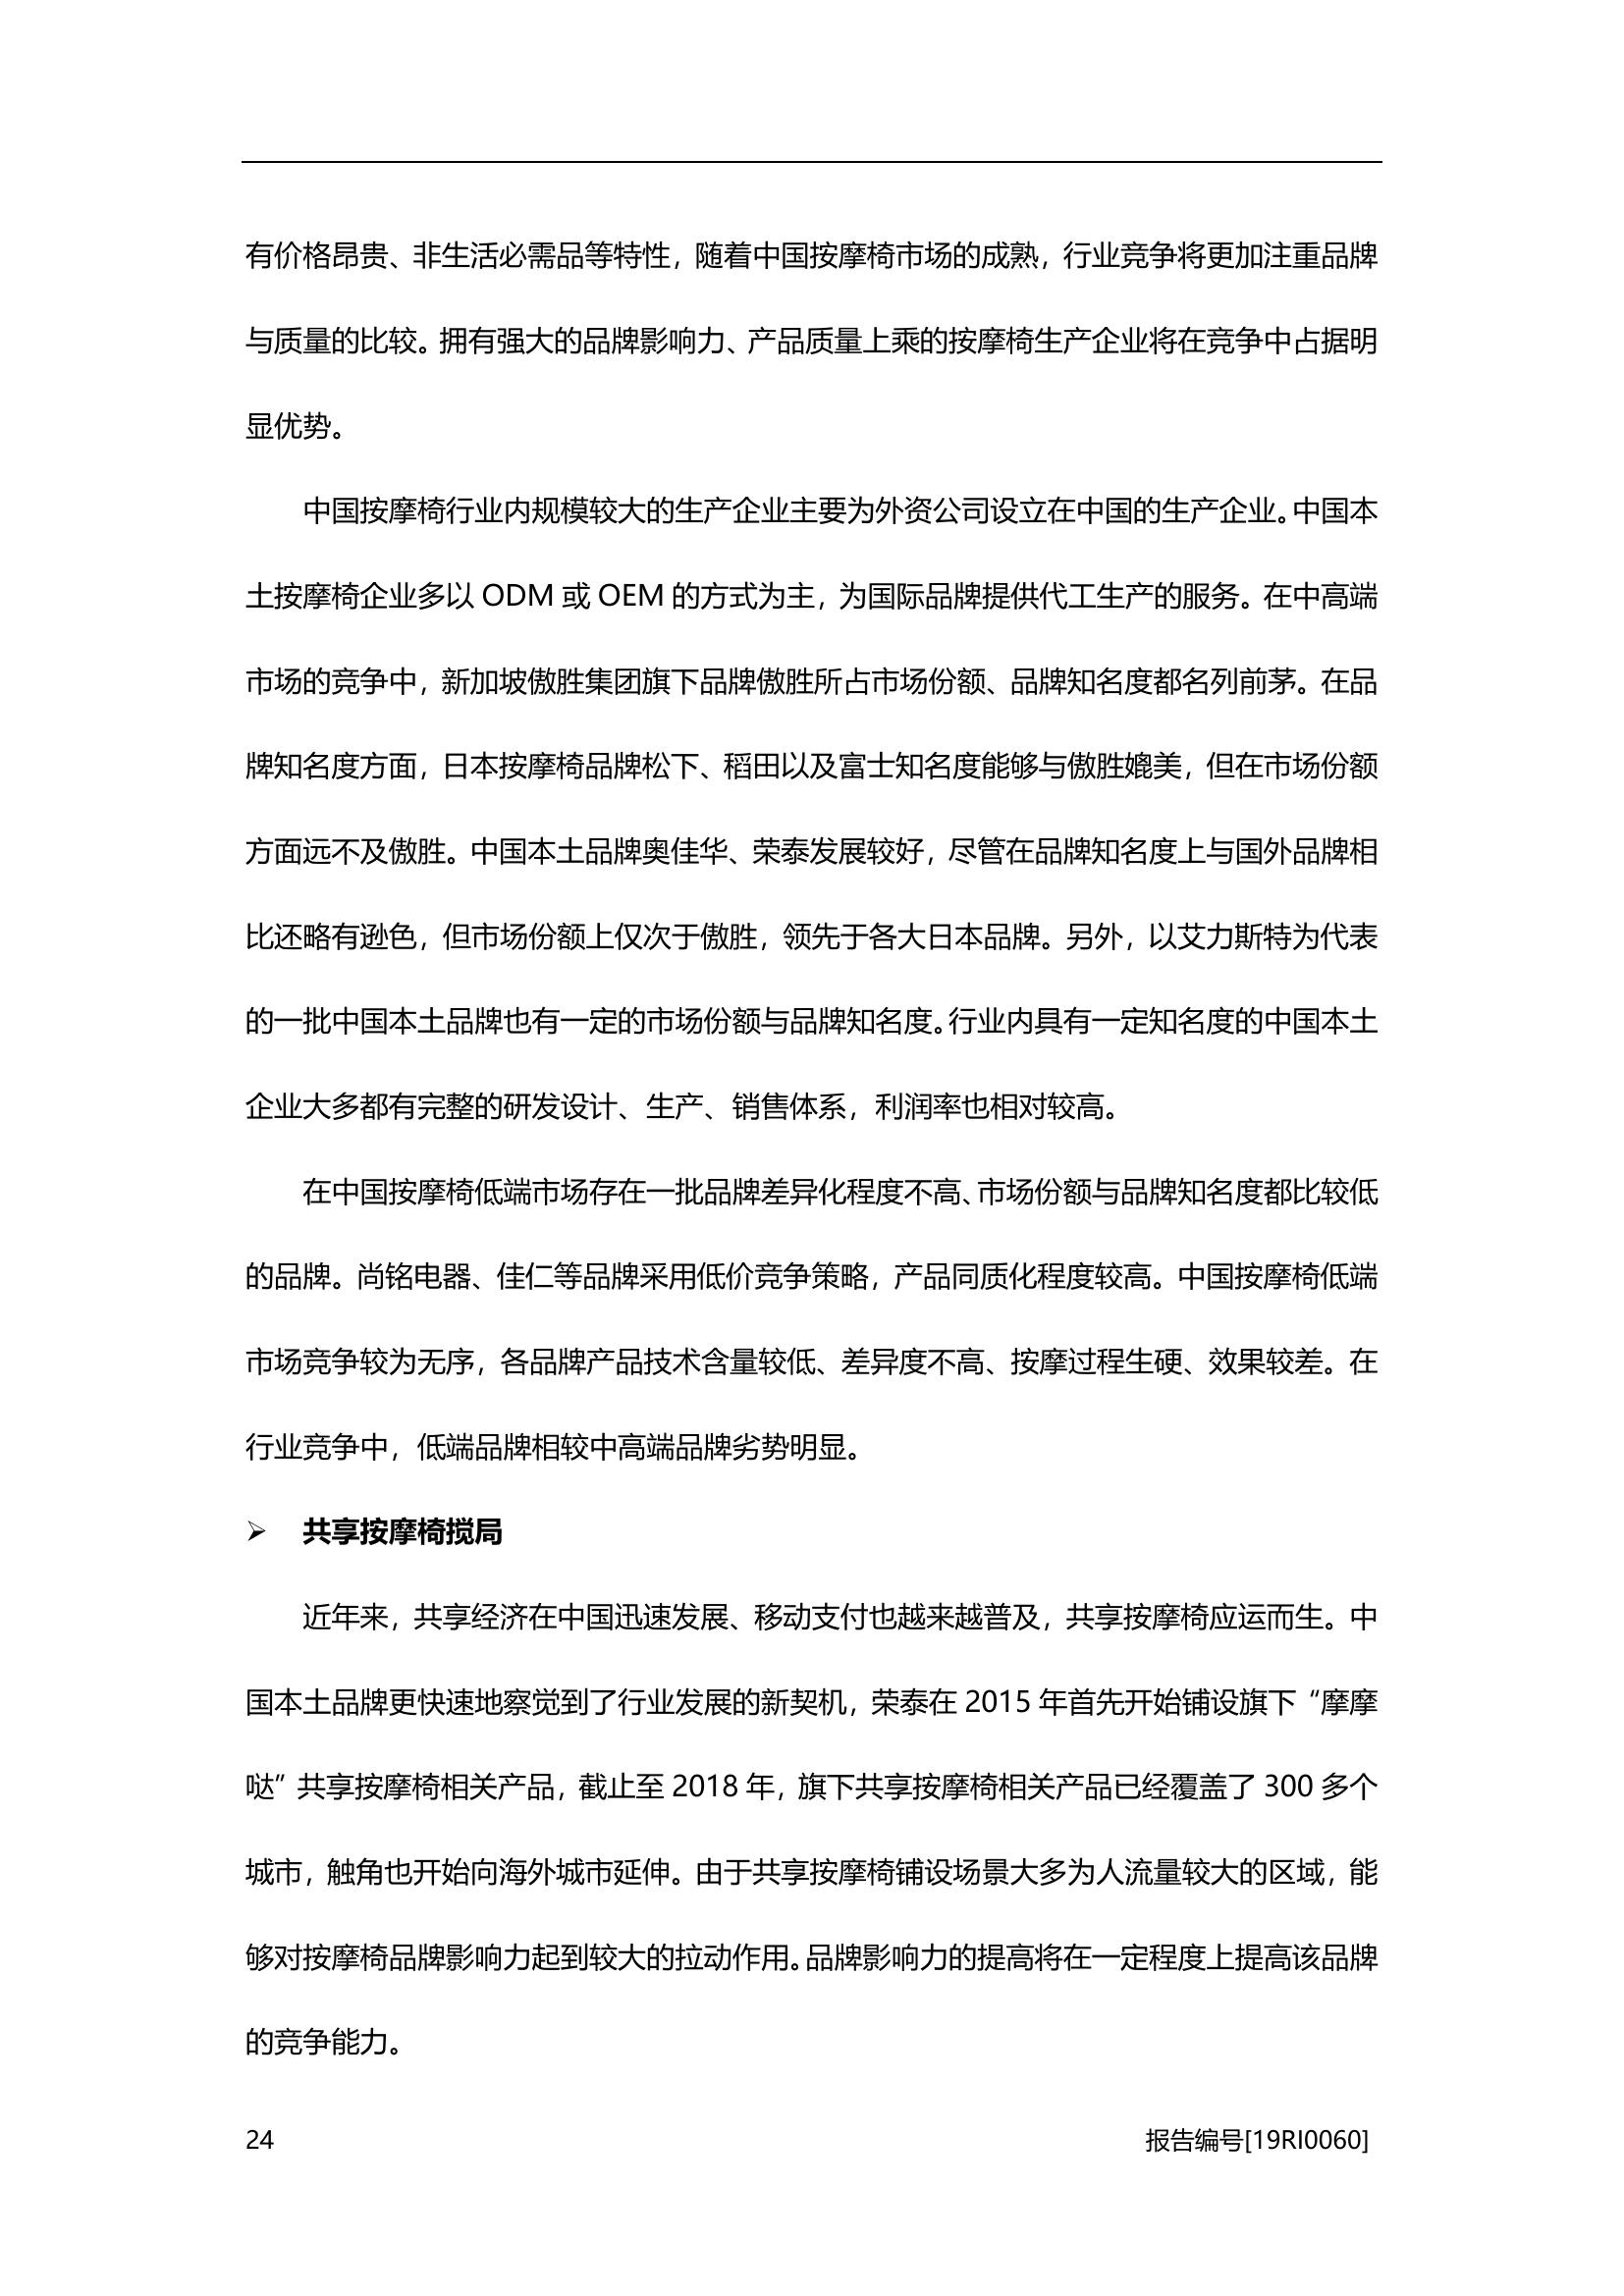 有价格昂贵、非生活必需品等特性，随着中国按摩椅市场的成熟，行业竞争将更加注重品牌
与质量的比较。拥有强大的品牌影响力、产品质量上乘的按摩椅生产企业将在竞争中占据明
显优势。
中国按摩椅行业内规模较大的生产企业主要为外资公司设立在中国的生产企业。中国本
土按摩椅企业多以 ODM 或 OEM 的方式为主，为国际品牌提供代工生产的服务。在中高端
市场的竞争中，新加坡傲胜集团旗下品牌傲胜所占市场份额、品牌知名度都名列前茅。在品
牌知名度方面，日本按摩椅品牌松下、稻田以及富士知名度能够与傲胜媲美，但在市场份额
方面远不及傲胜。中国本土品牌奥佳华、荣泰发展较好，尽管在品牌知名度上与国外品牌相
比还略有逊色，但市场份额上仅次于傲胜，领先于各大日本品牌。另外，以艾力斯特为代表
的一批中国本土品牌也有一定的市场份额与品牌知名度。行业内具有一定知名度的中国本土
企业大多都有完整的研发设计、生产、销售体系，利润率也相对较高。
在中国按摩椅低端市场存在一批品牌差异化程度不高、市场份额与品牌知名度都比较低
的品牌。尚铭电器、佳仁等品牌采用低价竞争策略，产品同质化程度较高。中国按摩椅低端
市场竞争较为无序，各品牌产品技术含量较低、差异度不高、按摩过程生硬、效果较差。在
行业竞争中，低端品牌相较中高端品牌劣势明显。
➢ 共享按摩椅搅局
近年来，共享经济在中国迅速发展、移动支付也越来越普及，共享按摩椅应运而生。中
国本土品牌更快速地察觉到了行业发展的新契机，荣泰在 2015 年首先开始铺设旗下“摩摩
哒”共享按摩椅相关产品，截止至 2018 年，旗下共享按摩椅相关产品已经覆盖了 300 多个
城市，触角也开始向海外城市延伸。由于共享按摩椅铺设场景大多为人流量较大的区域，能
够对按摩椅品牌影响力起到较大的拉动作用。品牌影响力的提高将在一定程度上提高该品牌
的竞争能力。
24 报告编号[19RI0060]